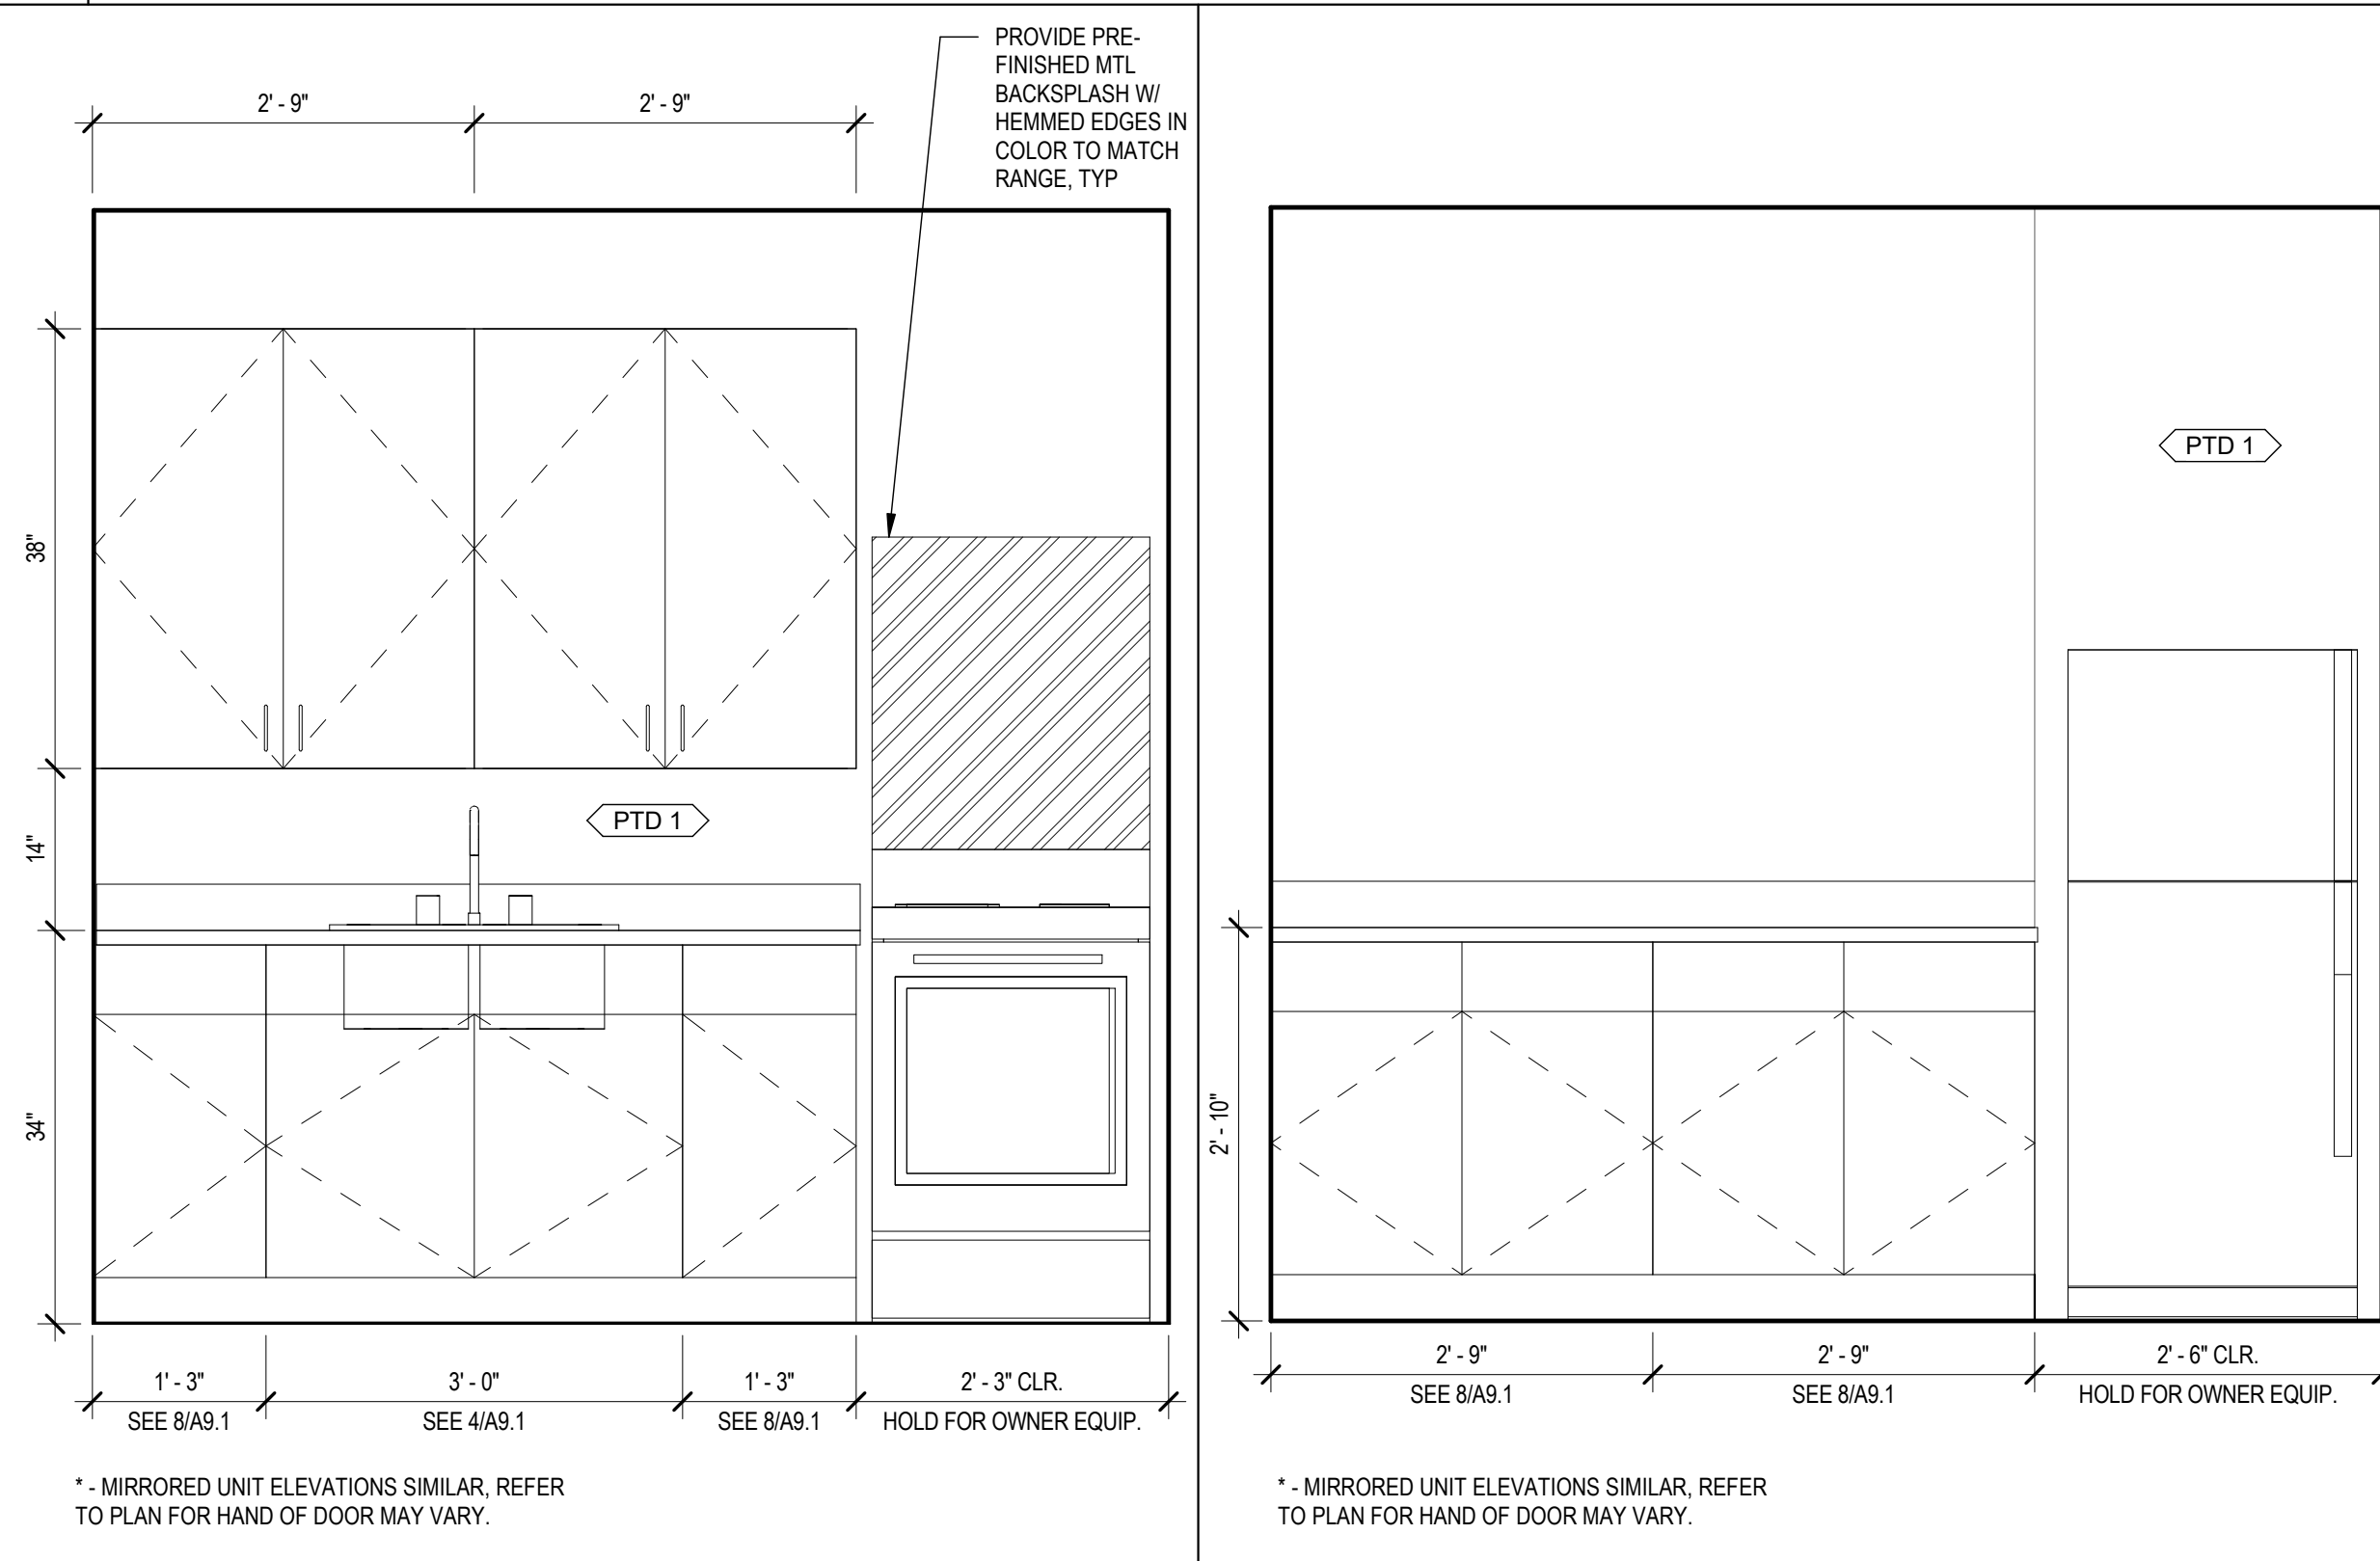 PROVIDE PRE-
FINISHED MTL
BACKSPLASH W/
HEMMED EDGES IN
COLOR TO MATCH
RANGE, TYP
2' - 9"
2' - 9"
38"
14"
34"
PTD 1
1' - 3"
3' - 0"
1' - 3"
2' - 3" CLR.
SEE 8/A9.1
SEE 4/A9.1
SEE 8/A9.1
HOLD FOR OWNER EQUIP.
* - MIRRORED UNIT ELEVATIONS SIMILAR, REFER
TO PLAN FOR HAND OF DOOR MAY VARY.
PTD 1
2' - 10"
2' - 9"
2' - 9"
2' - 6" CLR.
SEE 8/A9.1
SEE 8/A9.1
HOLD FOR OWNER EQUIP.
* - MIRRORED UNIT ELEVATIONS SIMILAR, REFER
TO PLAN FOR HAND OF DOOR MAY VARY.